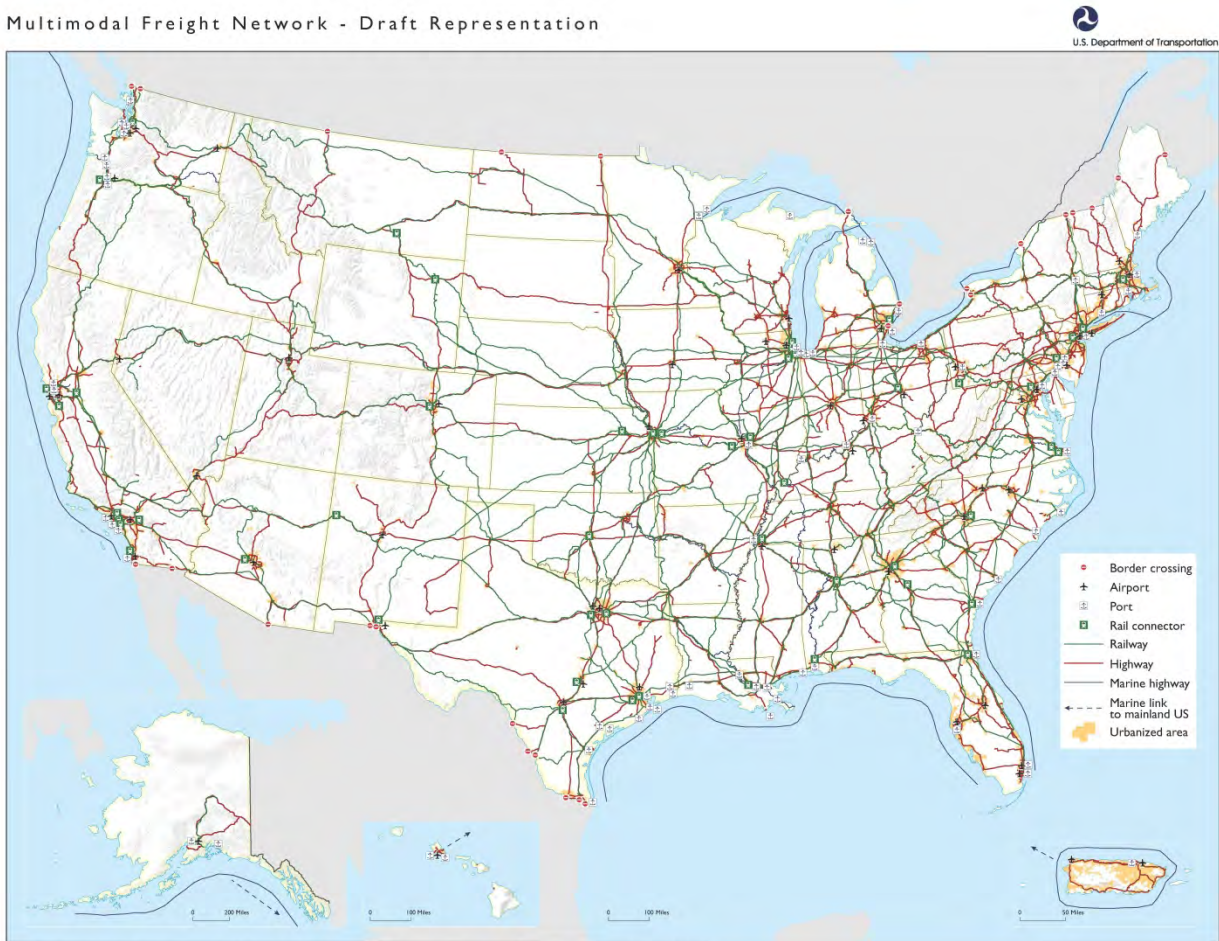 Multimodal Freight Network - Draft Representation
U.S. Department of Transportation
Border crossing
Airport
Port
Rail connector
Railway
Highway
Marine highway
Marine link
to mainland US
Urbanized area
0 200 Miles
0 100 Miles
0 100 Miles
0 50 Miles